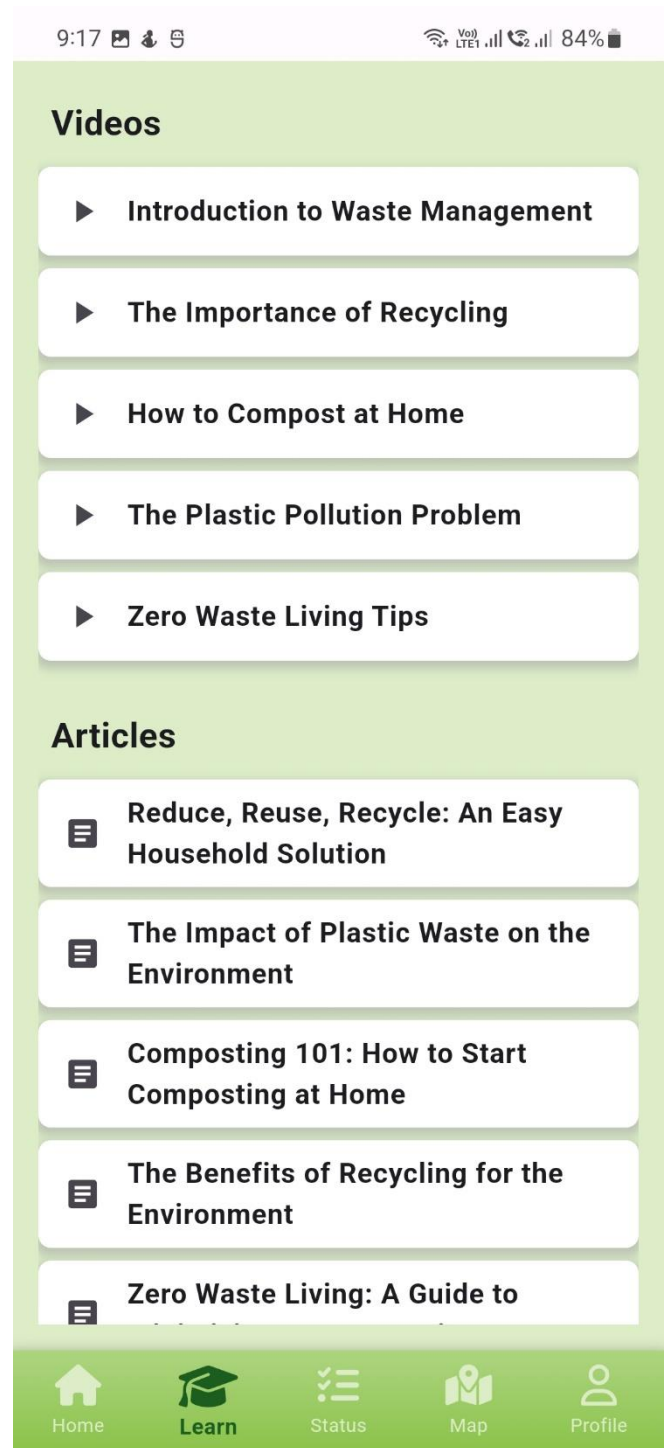 9:17 Vo)) LTE1 2 84%
Videos
Introduction to Waste Management
The Importance of Recycling
How to Compost at Home
The Plastic Pollution Problem
Zero Waste Living Tips
Articles
Reduce, Reuse, Recycle: An Easy
Household Solution
The Impact of Plastic Waste on the
Environment
Composting 101: How to Start
Composting at Home
The Benefits of Recycling for the
Environment
Zero Waste Living: A Guide to
Home Learn Status Map Profile